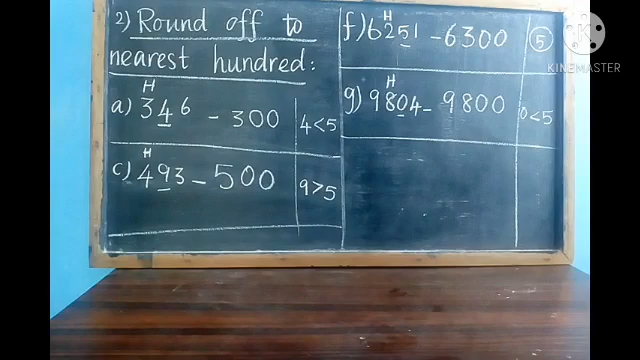 2) Round off to
nearest hundred:
H
a) 346 - 300 4<5
H
c) 493 - 500 9>5
H
f) 6251 - 6300 5
H
g) 9804 - 9800 0<5
KINEMASTER